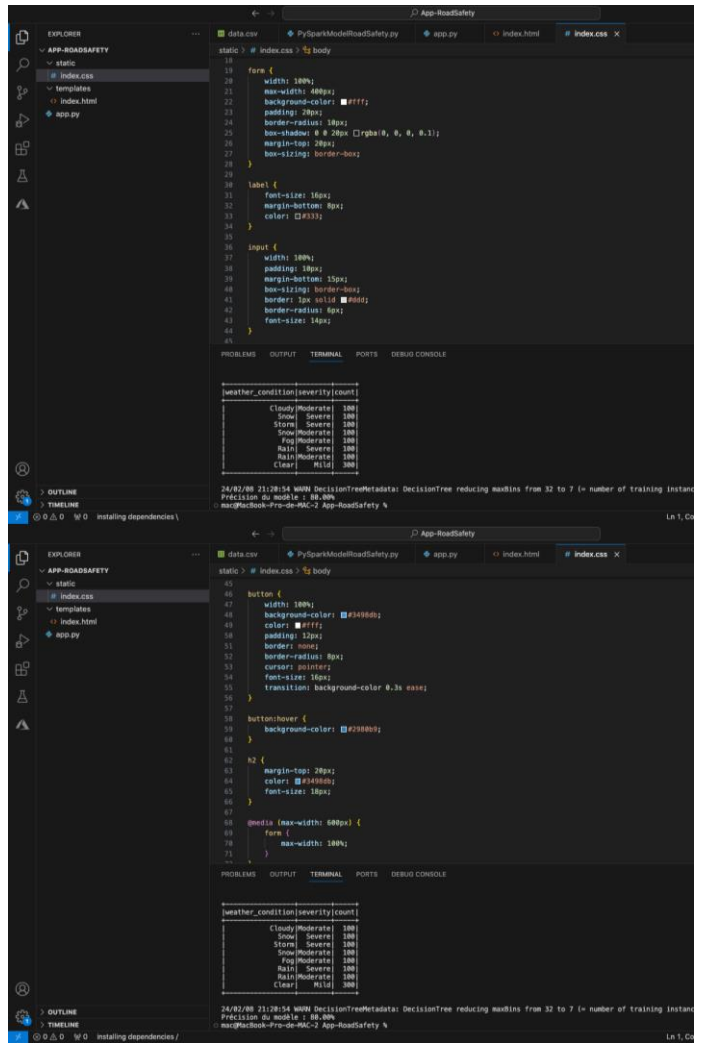 App-RoadSafety
EXPLORER
data.csv PySparkModelRoadSafety.py app.py index.html # index.css ×
APP-ROADSAFETY
static > # index.css > body
static
# index.css
templates
index.html
app.py
18
19 form {
20 width: 100%;
21 max-width: 400px;
22 background-color: #fff;
23 padding: 20px;
24 border-radius: 10px;
25 box-shadow: 0 0 20px rgba(0, 0, 0, 0.1);
26 margin-top: 20px;
27 box-sizing: border-box;
28 }
29
30 label {
31 font-size: 16px;
32 margin-bottom: 8px;
33 color: #333;
34 }
35
36 input {
37 width: 100%;
38 padding: 10px;
39 margin-bottom: 15px;
40 box-sizing: border-box;
41 border: 1px solid #ddd;
42 border-radius: 6px;
43 font-size: 14px;
44 }
45
PROBLEMS OUTPUT TERMINAL PORTS DEBUG CONSOLE
|weather_condition|severity|count|
| Cloudy|Moderate| 100|
| Snow| Severe| 100|
| Storm| Severe| 100|
| Snow|Moderate| 100|
| Fog|Moderate| 100|
| Rain| Severe| 100|
| Rain|Moderate| 100|
| Clear| Mild| 300|
24/02/08 21:20:54 WARN DecisionTreeMetadata: DecisionTree reducing maxBins from 32 to 7 (= number of training instanc
Précision du modèle : 80.00%
mac@MacBook-Pro-de-MAC-2 App-RoadSafety %
OUTLINE
TIMELINE
0 0 0 installing dependencies \
Ln 1, Co
App-RoadSafety
EXPLORER
data.csv PySparkModelRoadSafety.py app.py index.html # index.css ×
APP-ROADSAFETY
static > # index.css > body
static
# index.css
templates
index.html
app.py
45
46 button {
47 width: 100%;
48 background-color: #3498db;
49 color: #fff;
50 padding: 12px;
51 border: none;
52 border-radius: 8px;
53 cursor: pointer;
54 font-size: 16px;
55 transition: background-color 0.3s ease;
56 }
57
58 button:hover {
59 background-color: #2980b9;
60 }
61
62 h2 {
63 margin-top: 20px;
64 color: #3498db;
65 font-size: 18px;
66 }
67
68 @media (max-width: 600px) {
69 form {
70 max-width: 100%;
71 }
PROBLEMS OUTPUT TERMINAL PORTS DEBUG CONSOLE
|weather_condition|severity|count|
| Cloudy|Moderate| 100|
| Snow| Severe| 100|
| Storm| Severe| 100|
| Snow|Moderate| 100|
| Fog|Moderate| 100|
| Rain| Severe| 100|
| Rain|Moderate| 100|
| Clear| Mild| 300|
24/02/08 21:20:54 WARN DecisionTreeMetadata: DecisionTree reducing maxBins from 32 to 7 (= number of training instanc
Précision du modèle : 80.00%
mac@MacBook-Pro-de-MAC-2 App-RoadSafety %
OUTLINE
TIMELINE
0 0 0 installing dependencies /
Ln 1, Co